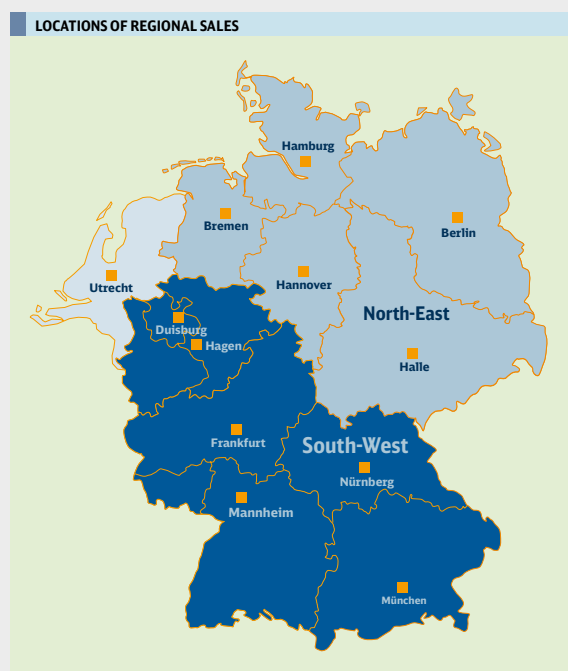 LOCATIONS OF REGIONAL SALES
Hamburg
Bremen
Berlin
Utrecht
Hannover
North-East
Duisburg
Hagen
Halle
Frankfurt
South-West
Nürnberg
Mannheim
München